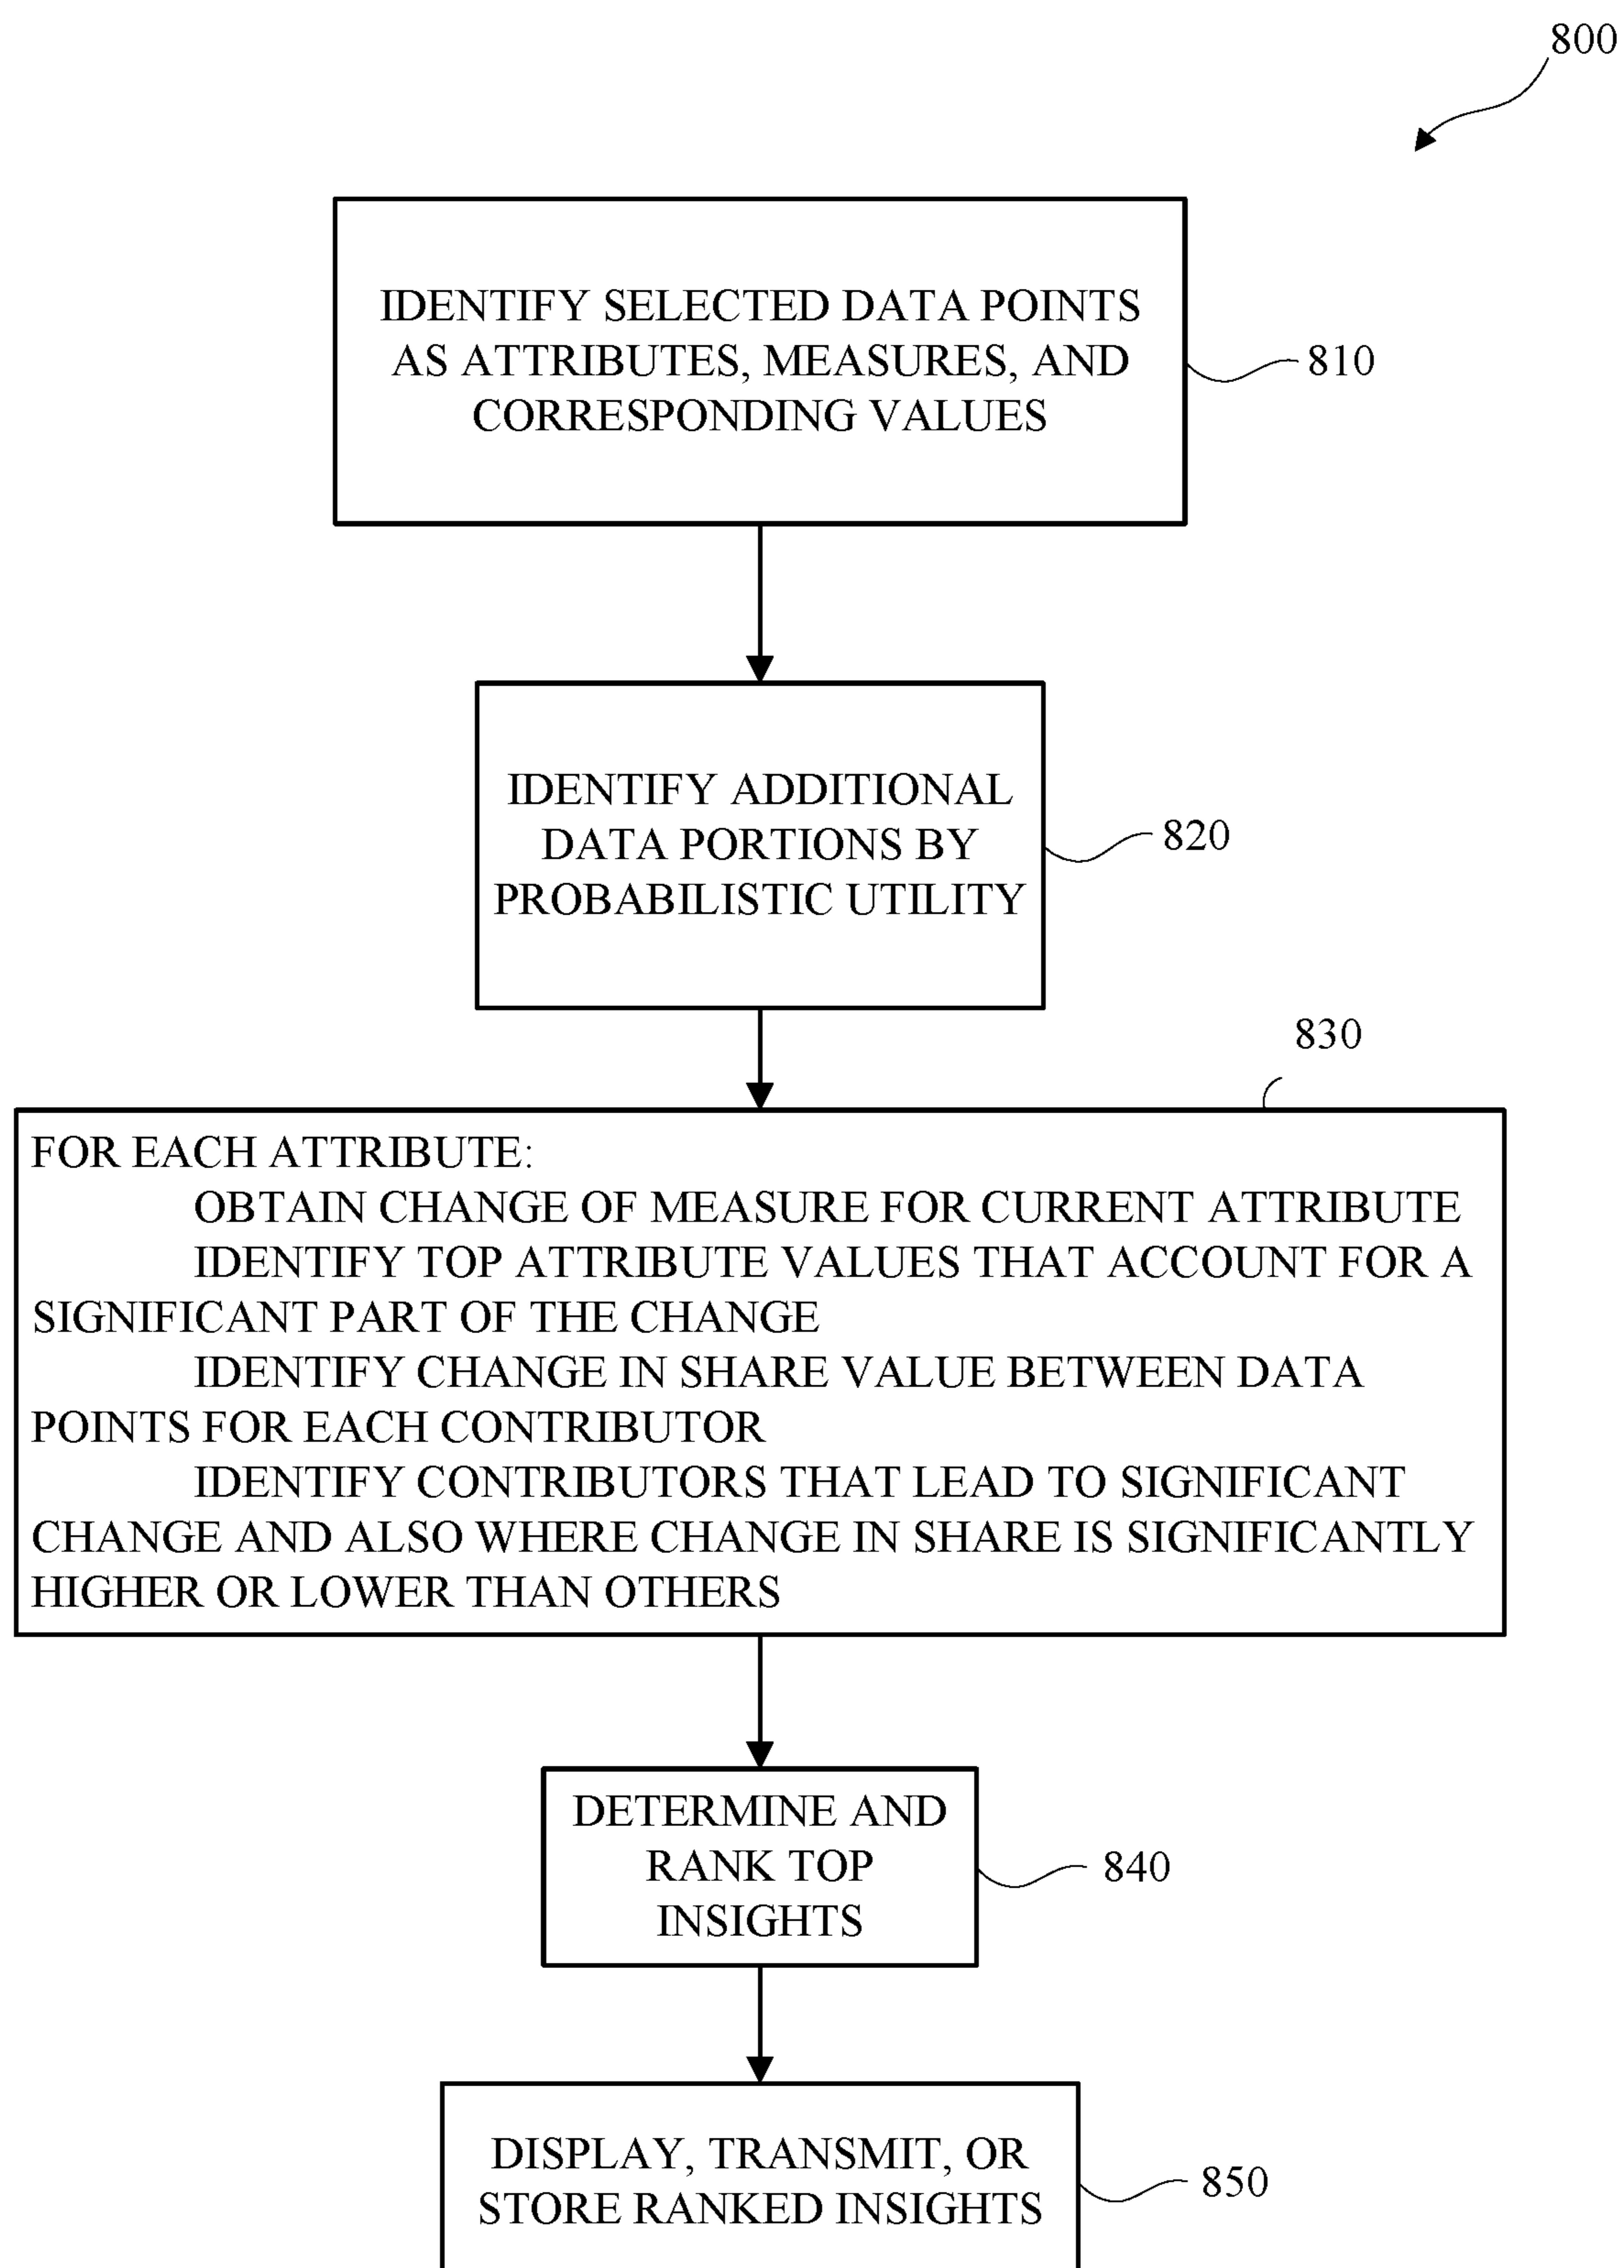 800
IDENTIFY SELECTED DATA POINTS
AS ATTRIBUTES, MEASURES, AND
CORRESPONDING VALUES
810
IDENTIFY ADDITIONAL
DATA PORTIONS BY
PROBABILISTIC UTILITY
820
830
FOR EACH ATTRIBUTE:
OBTAIN CHANGE OF MEASURE FOR CURRENT ATTRIBUTE
IDENTIFY TOP ATTRIBUTE VALUES THAT ACCOUNT FOR A
SIGNIFICANT PART OF THE CHANGE
IDENTIFY CHANGE IN SHARE VALUE BETWEEN DATA
POINTS FOR EACH CONTRIBUTOR
IDENTIFY CONTRIBUTORS THAT LEAD TO SIGNIFICANT
CHANGE AND ALSO WHERE CHANGE IN SHARE IS SIGNIFICANTLY
HIGHER OR LOWER THAN OTHERS
DETERMINE AND
RANK TOP
INSIGHTS
840
DISPLAY, TRANSMIT, OR
STORE RANKED INSIGHTS
850